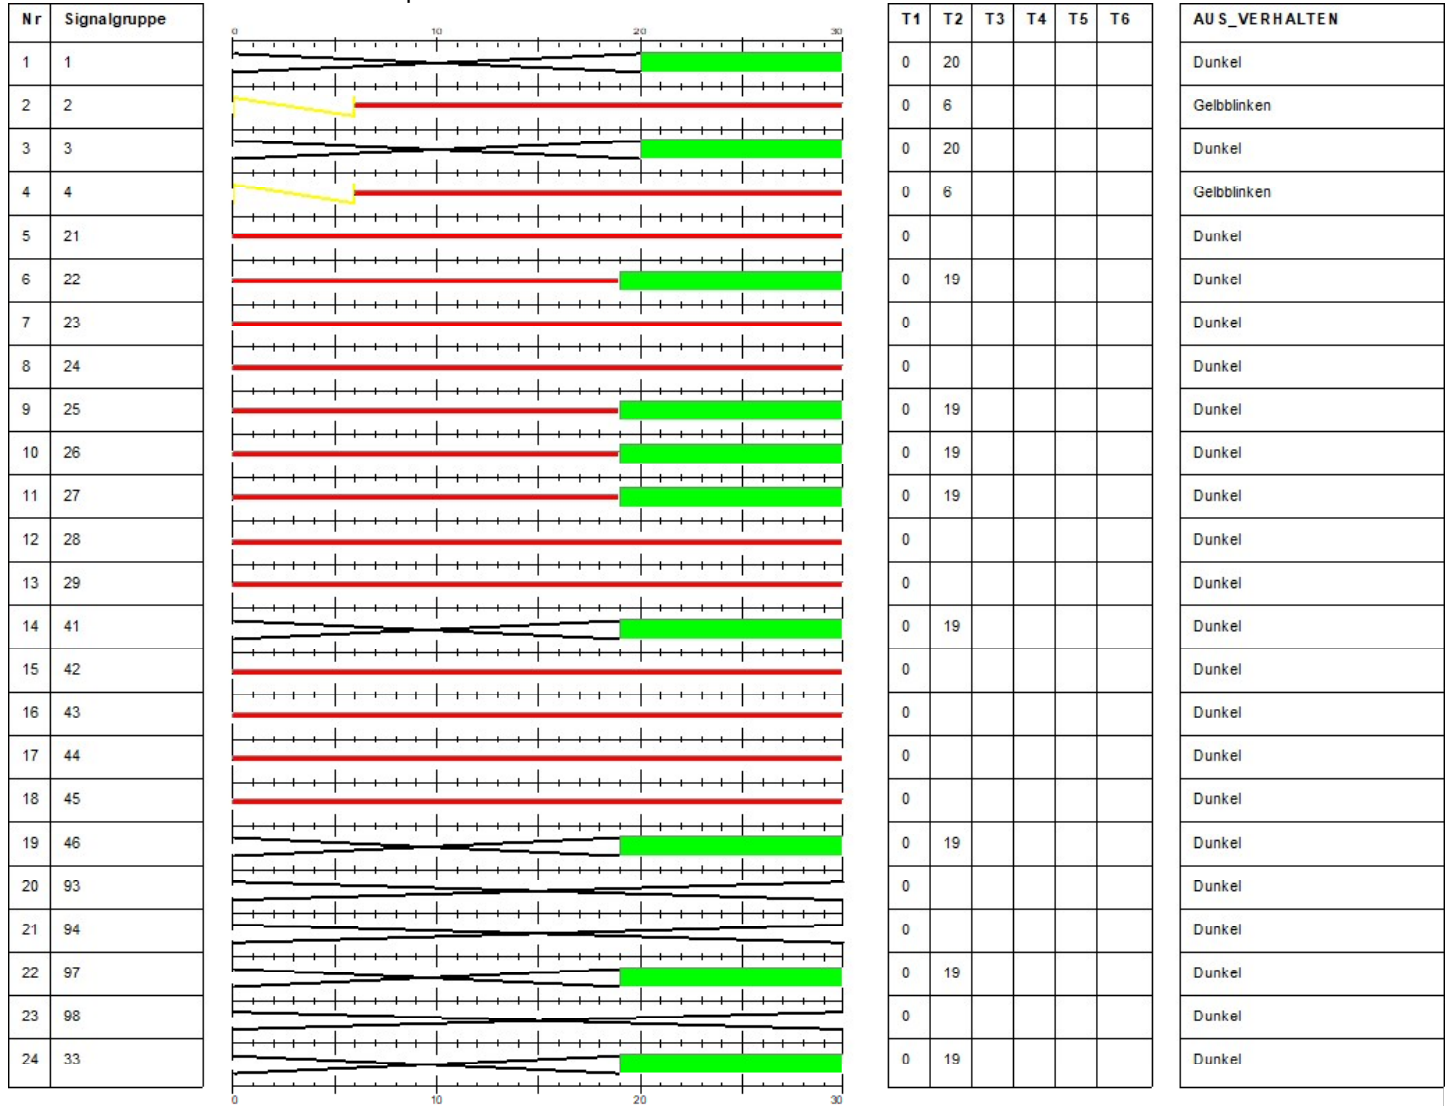 Nr Signalgruppe T1 T2 T3 T4 T5 T6 AUS_VERHALTEN
0 10 20 30
1 1 0 20 Dunkel
2 2 0 6 Gelbblinken
3 3 0 20 Dunkel
4 4 0 6 Gelbblinken
5 21 0 Dunkel
6 22 0 19 Dunkel
7 23 0 Dunkel
8 24 0 Dunkel
9 25 0 19 Dunkel
10 26 0 19 Dunkel
11 27 0 19 Dunkel
12 28 0 Dunkel
13 29 0 Dunkel
14 41 0 19 Dunkel
15 42 0 Dunkel
16 43 0 Dunkel
17 44 0 Dunkel
18 45 0 Dunkel
19 46 0 19 Dunkel
20 93 0 Dunkel
21 94 0 Dunkel
22 97 0 19 Dunkel
23 98 0 Dunkel
24 33 0 19 Dunkel
0 10 20 30